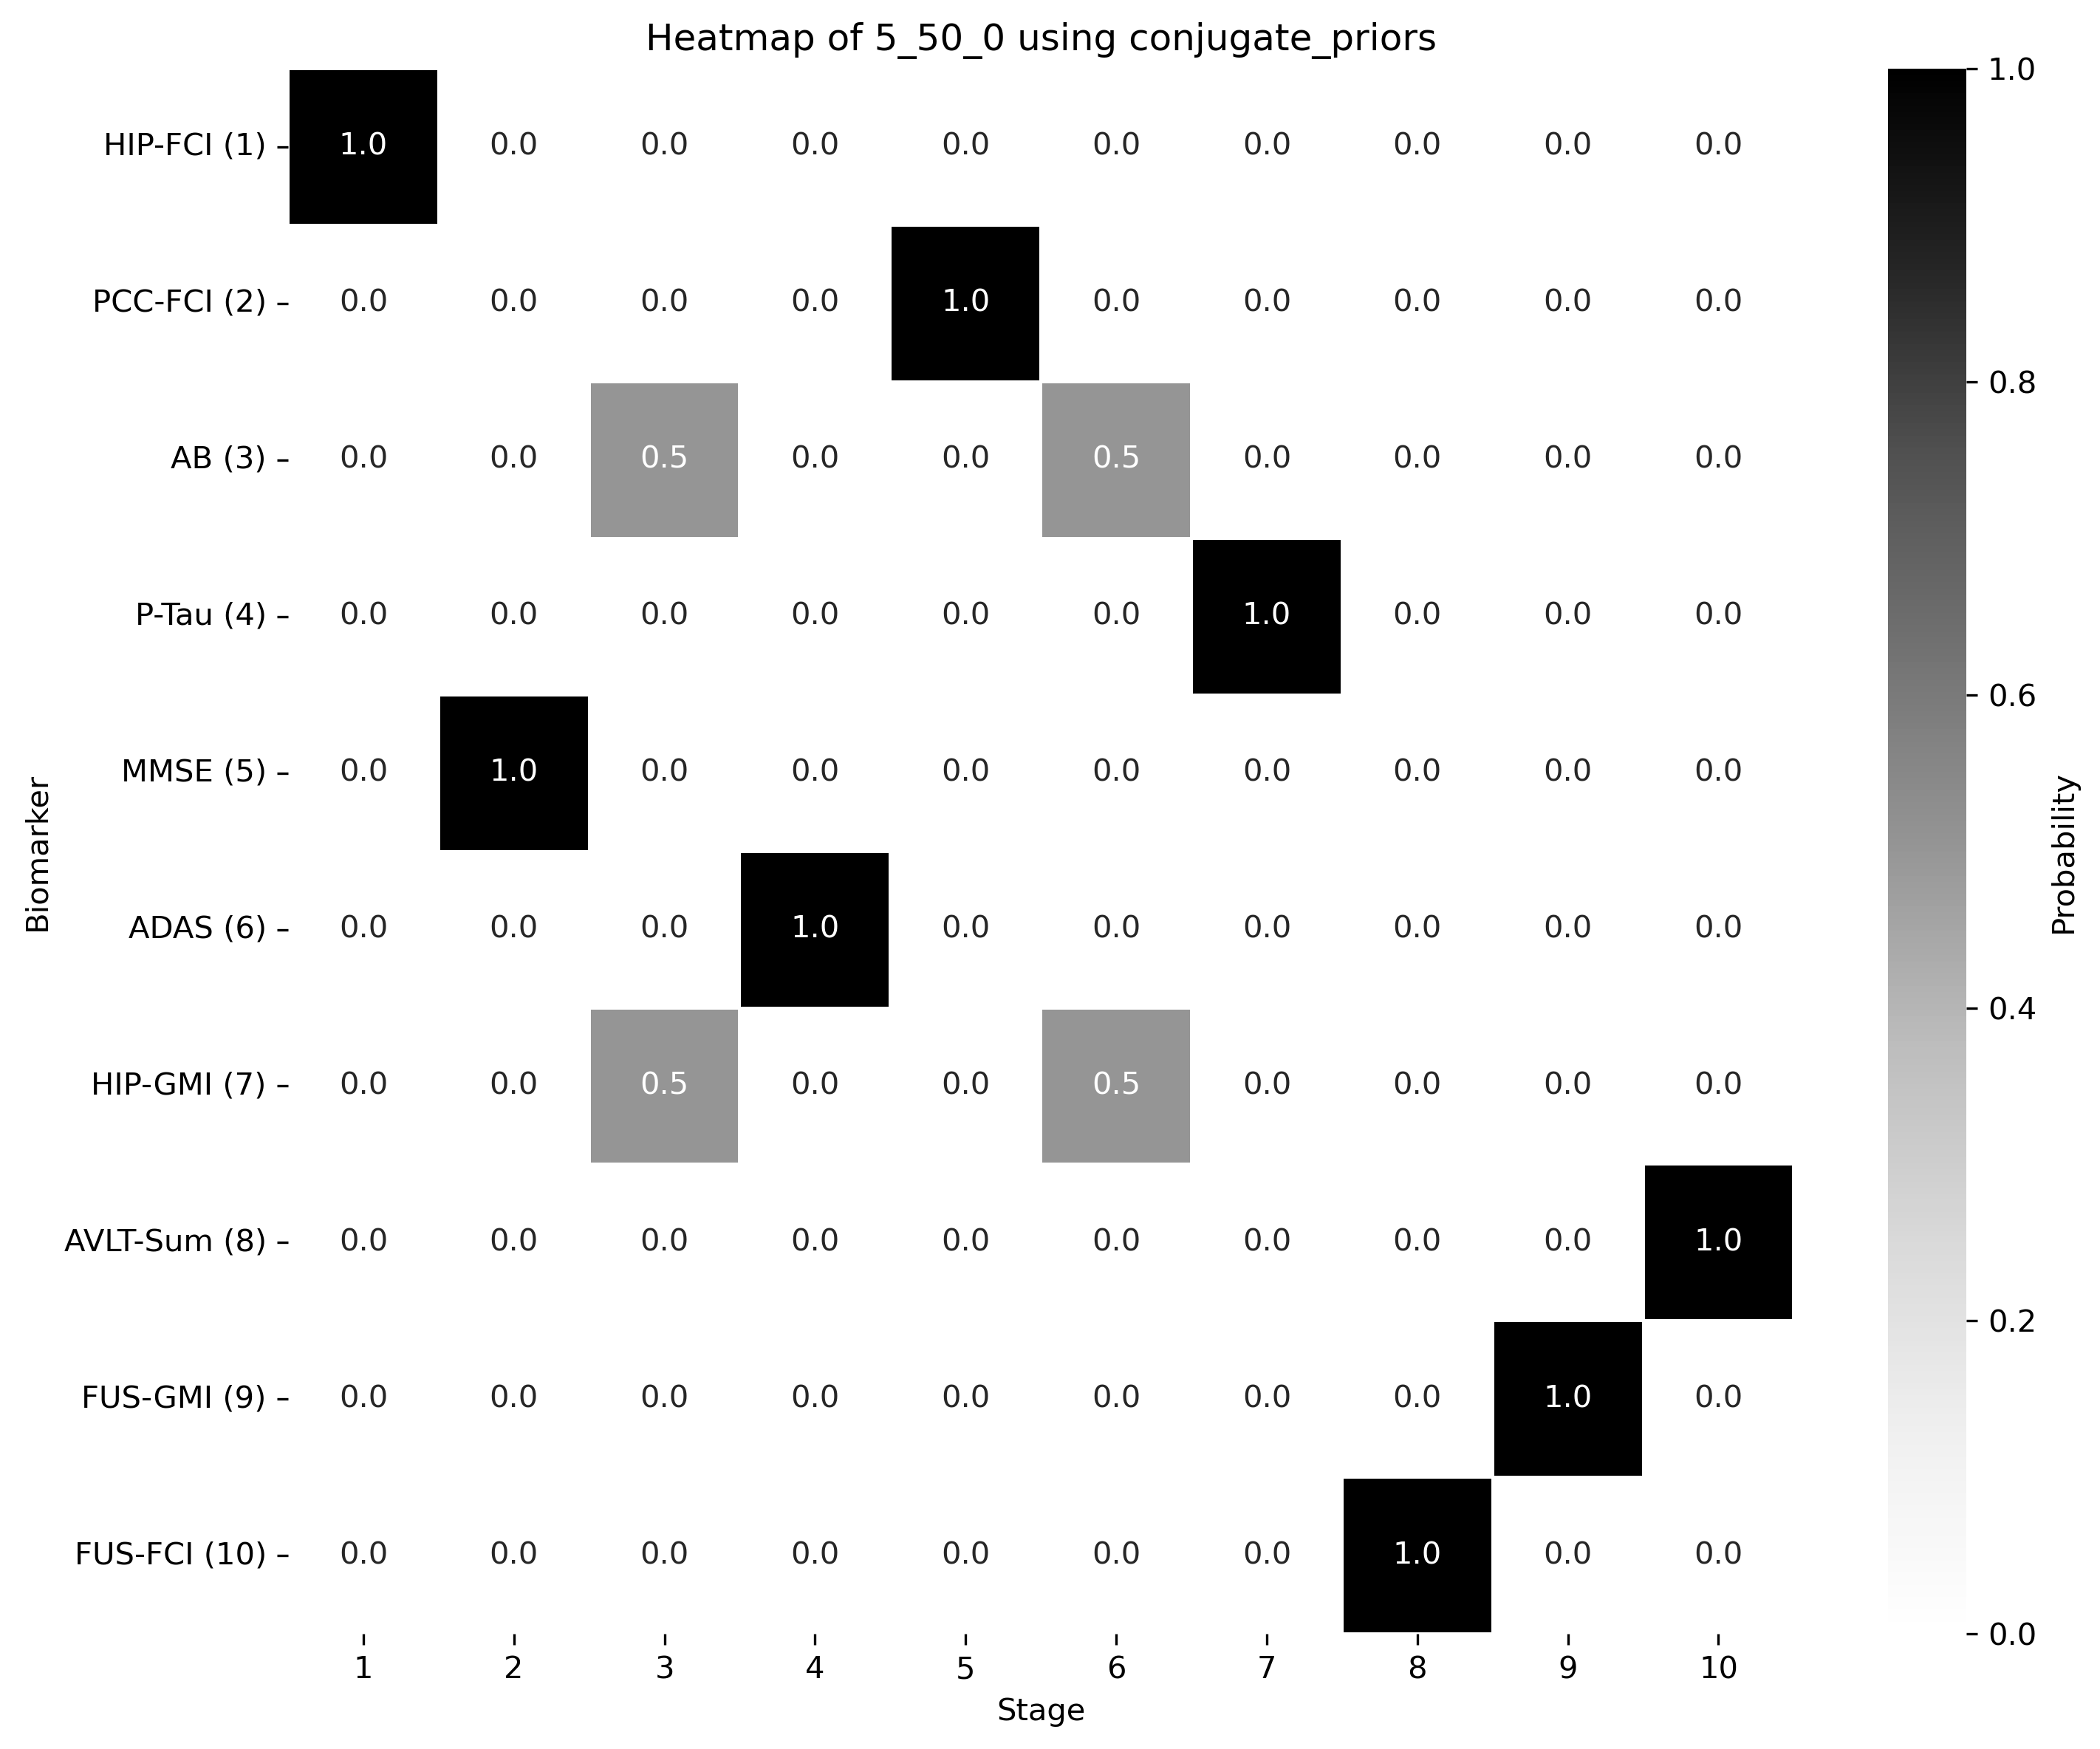 Heatmap of 5_50_0 using conjugate_priors
HIP-FCI (1) 1.0 0.0 0.0 0.0 0.0 0.0 0.0 0.0 0.0 0.0
PCC-FCI (2) 0.0 0.0 0.0 0.0 1.0 0.0 0.0 0.0 0.0 0.0
AB (3) 0.0 0.0 0.5 0.0 0.0 0.5 0.0 0.0 0.0 0.0
P-Tau (4) 0.0 0.0 0.0 0.0 0.0 0.0 1.0 0.0 0.0 0.0
MMSE (5) 0.0 1.0 0.0 0.0 0.0 0.0 0.0 0.0 0.0 0.0
ADAS (6) 0.0 0.0 0.0 1.0 0.0 0.0 0.0 0.0 0.0 0.0
HIP-GMI (7) 0.0 0.0 0.5 0.0 0.0 0.5 0.0 0.0 0.0 0.0
AVLT-Sum (8) 0.0 0.0 0.0 0.0 0.0 0.0 0.0 0.0 0.0 1.0
FUS-GMI (9) 0.0 0.0 0.0 0.0 0.0 0.0 0.0 0.0 1.0 0.0
FUS-FCI (10) 0.0 0.0 0.0 0.0 0.0 0.0 0.0 1.0 0.0 0.0
1 2 3 4 5 6 7 8 9 10
Stage
Biomarker
1.0
0.8
0.6
0.4
0.2
0.0
Probability